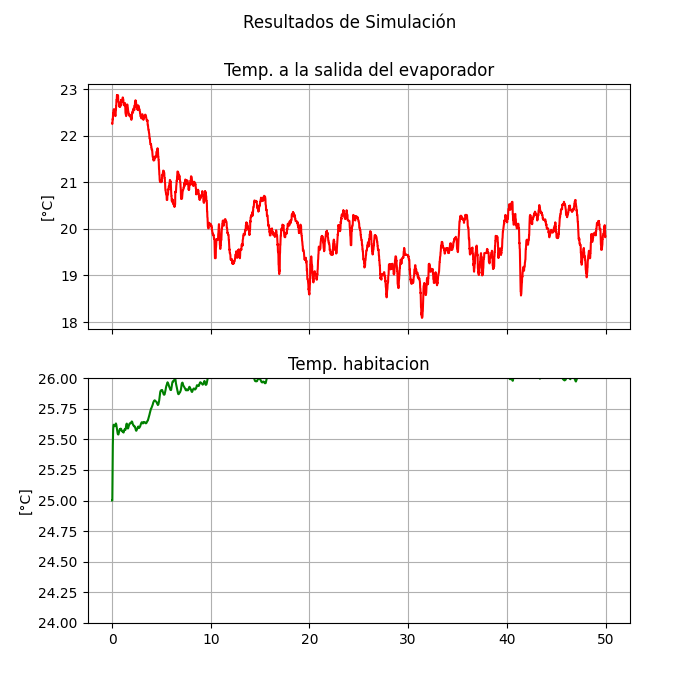 Resultados de Simulación
Temp. a la salida del evaporador
23
22
21
20
19
18
[°C]
Temp. habitacion
26.00
25.75
25.50
25.25
25.00
24.75
24.50
24.25
24.00
[°C]
0 10 20 30 40 50